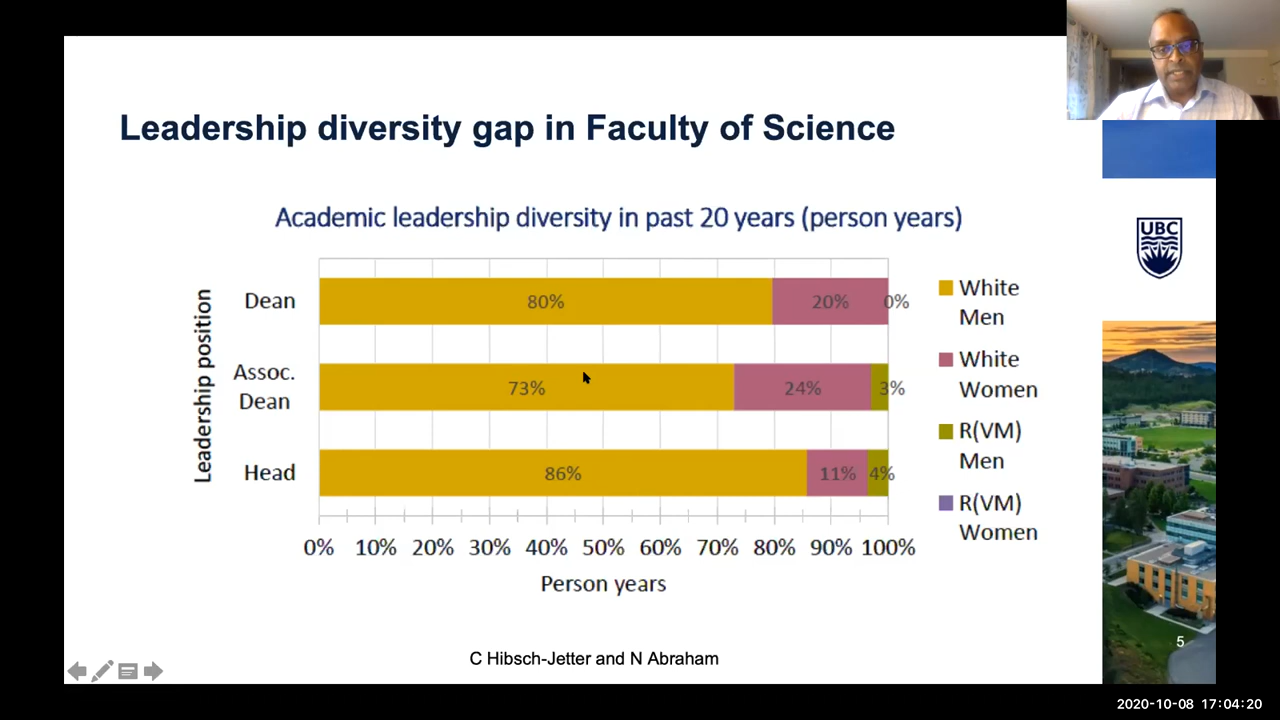 Leadership diversity gap in Faculty of Science
UBC
Academic leadership diversity in past 20 years (person years)
Leadership position
Dean
80%
20%
0%
Assoc.
Dean
73%
24%
3%
Head
86%
11%
4%
0% 10% 20% 30% 40% 50% 60% 70% 80% 90% 100%
Person years
White
Men
White
Women
R(VM)
Men
R(VM)
Women
C Hibsch-Jetter and N Abraham
5
2020-10-08 17:04:20